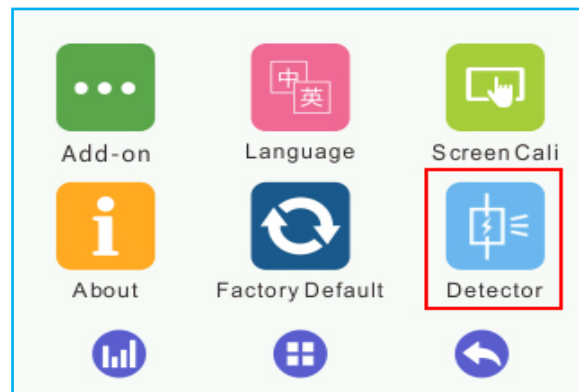 中
英
Add-on
Language
Screen Cali
i
About
Factory Default
Detector